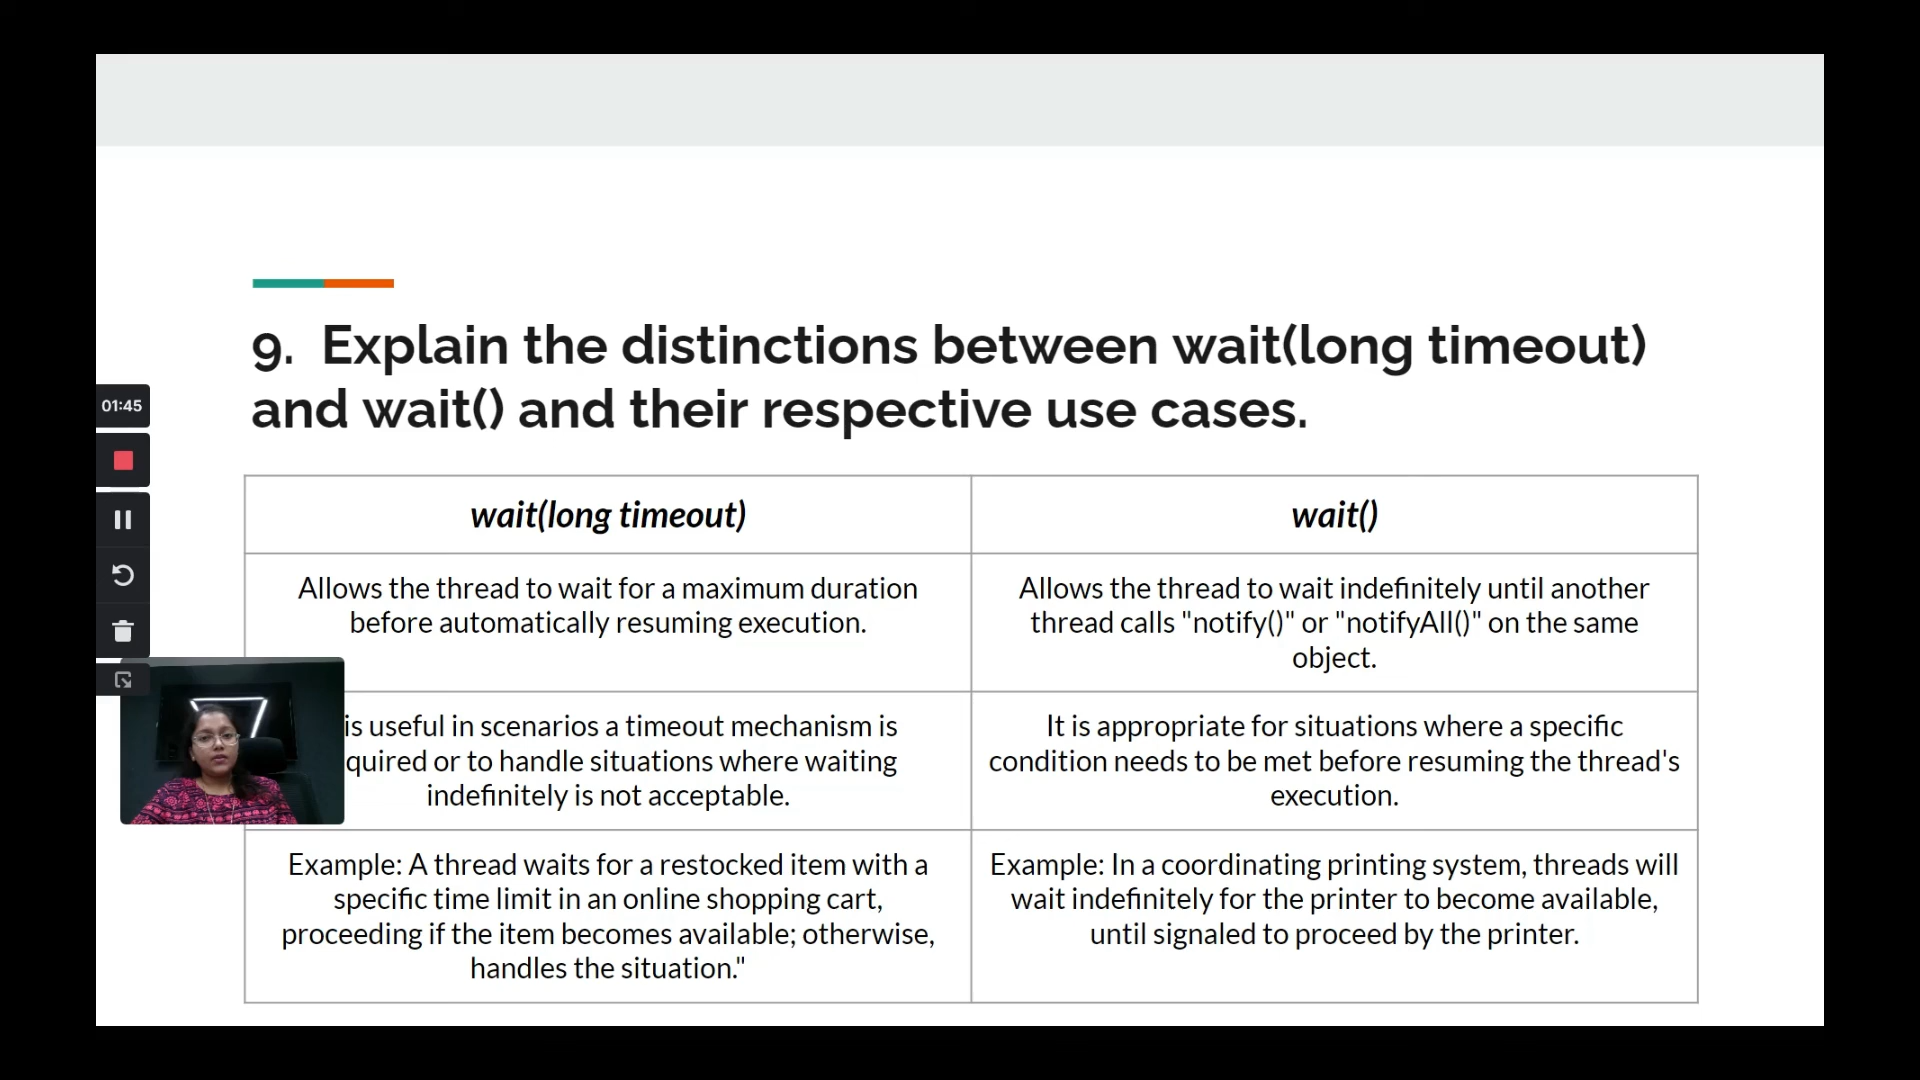 9. Explain the distinctions between wait(long timeout)
and wait() and their respective use cases.
01:45
wait(long timeout)
wait()
Allows the thread to wait for a maximum duration
before automatically resuming execution.
Allows the thread to wait indefinitely until another
thread calls "notify()" or "notifyAll()" on the same
object.
is useful in scenarios a timeout mechanism is
quired or to handle situations where waiting
indefinitely is not acceptable.
It is appropriate for situations where a specific
condition needs to be met before resuming the thread's
execution.
Example: A thread waits for a restocked item with a
specific time limit in an online shopping cart,
proceeding if the item becomes available; otherwise,
handles the situation."
Example: In a coordinating printing system, threads will
wait indefinitely for the printer to become available,
until signaled to proceed by the printer.